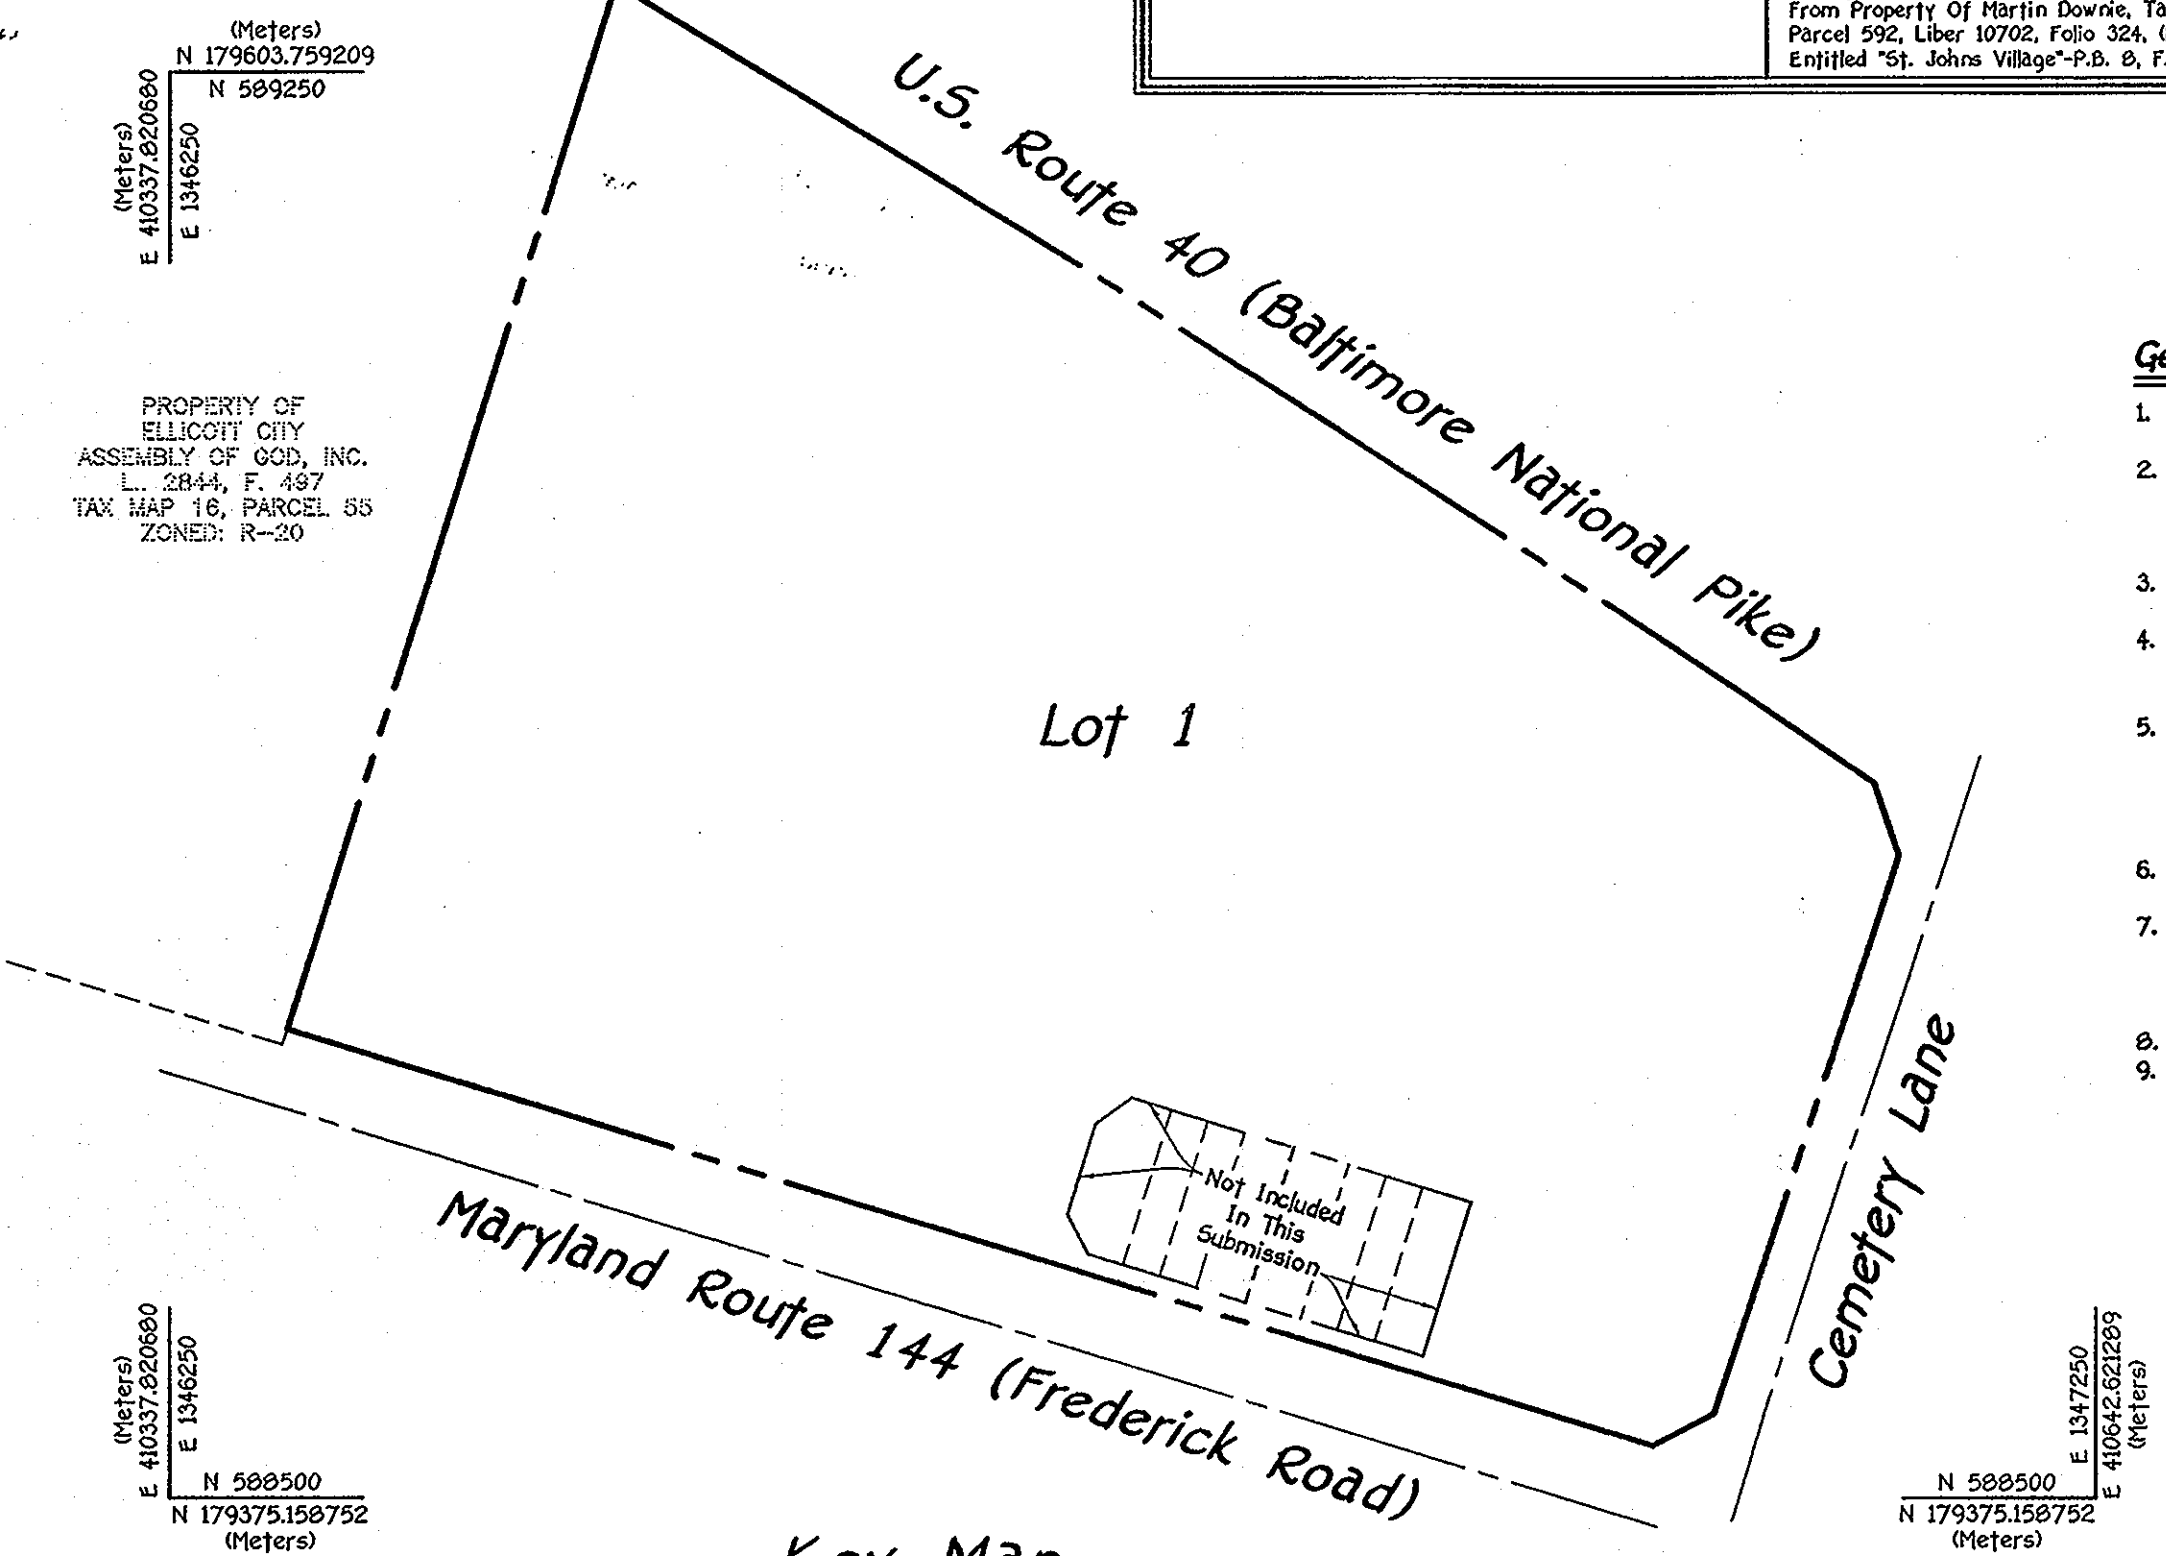 (Meters)
N 179603.759209
N 589250
(Meters)
E 410337.820680
E 1346250
From Property Of Martin Downie, Ta
Parcel 592, Liber 10702, Folio 324, (
Entitled "St. Johns Village"-P.B. 8, F.
U.S. Route 40 (Baltimore National Pike)
PROPERTY OF
ELLICOTT CITY
ASSEMBLY OF GOD, INC.
L. 2844, F. 497
TAX MAP 16, PARCEL 55
ZONED: R-20
Ge
1.
2.
3.
4.
5.
6.
7.
8.
9.
Lot 1
Not Included
In This
Submission
Cemetery Lane
Maryland Route 144 (Frederick Road)
(Meters)
E 410337.820680
E 1346250
N 588500
N 179375.158752
(Meters)
E 1347250
E 410642.621289
(Meters)
N 588500
N 179375.158752
(Meters)
Key Map